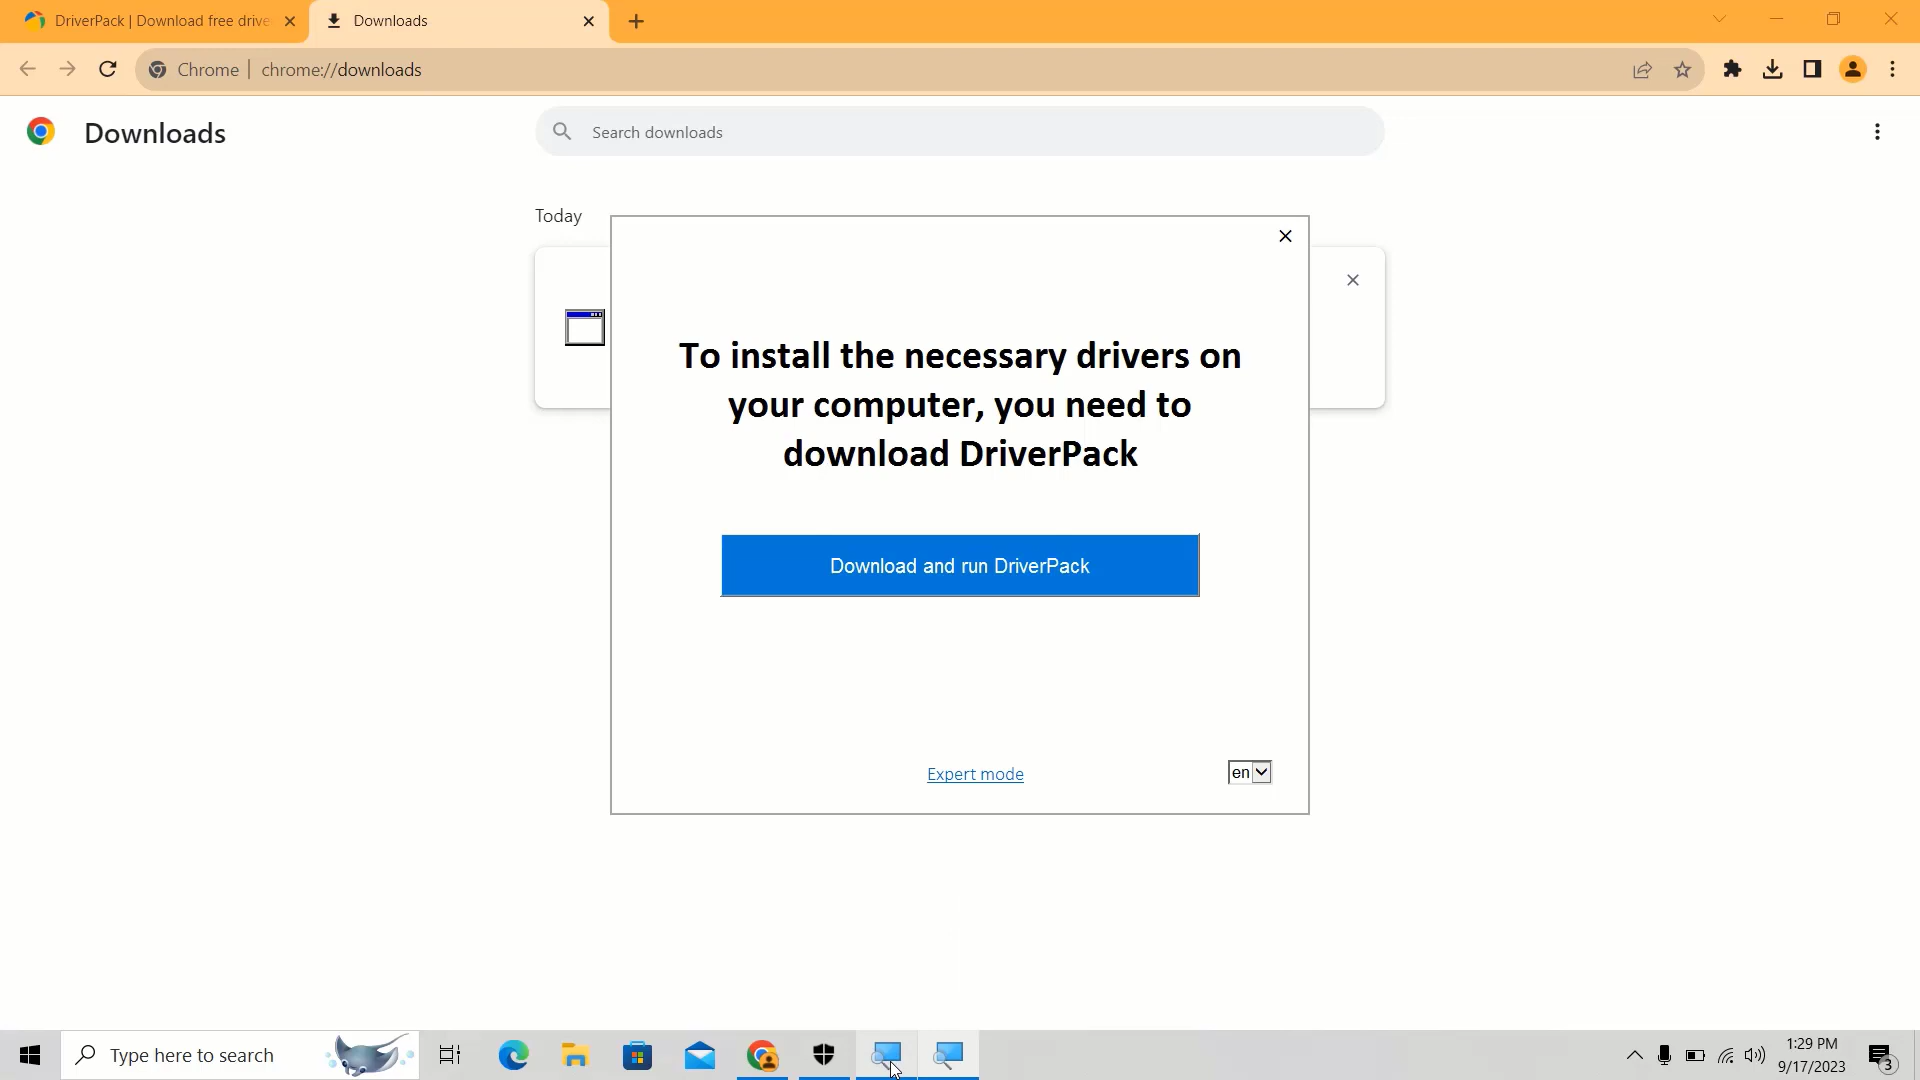 DriverPack | Download free drive
Downloads
Chrome
chrome://downloads
Downloads
Search downloads
Today
To install the necessary drivers on
your computer, you need to
download DriverPack
Download and run DriverPack
Expert mode
en
Type here to search
1:29 PM
9/17/2023
3